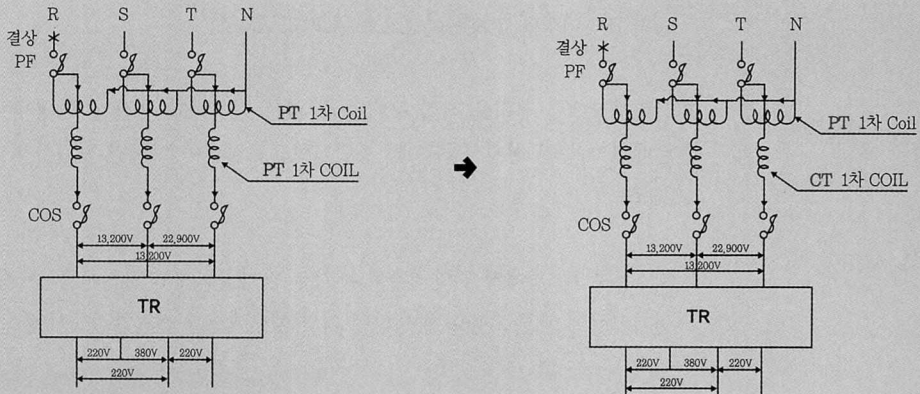 R S T N
결상
PF
PT 1차 Coil
PT 1차 COIL
COS
13,200V 22,900V
13,200V
TR
220V 380V 220V
220V
R S T N
결상
PF
PT 1차 Coil
CT 1차 COIL
COS
13,200V 22,900V
13,200V
TR
220V 380V 220V
220V